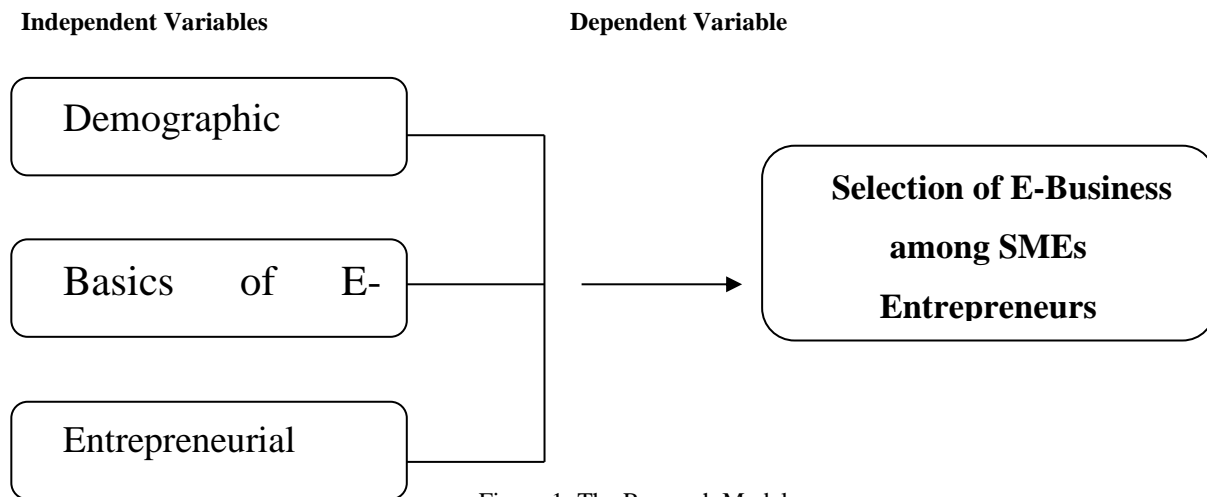 Independent Variables Dependent Variable
Demographic
Basics of E-
Entrepreneurial
Selection of E-Business
among SMEs
Entrepreneurs
Figure 1: The Research Model